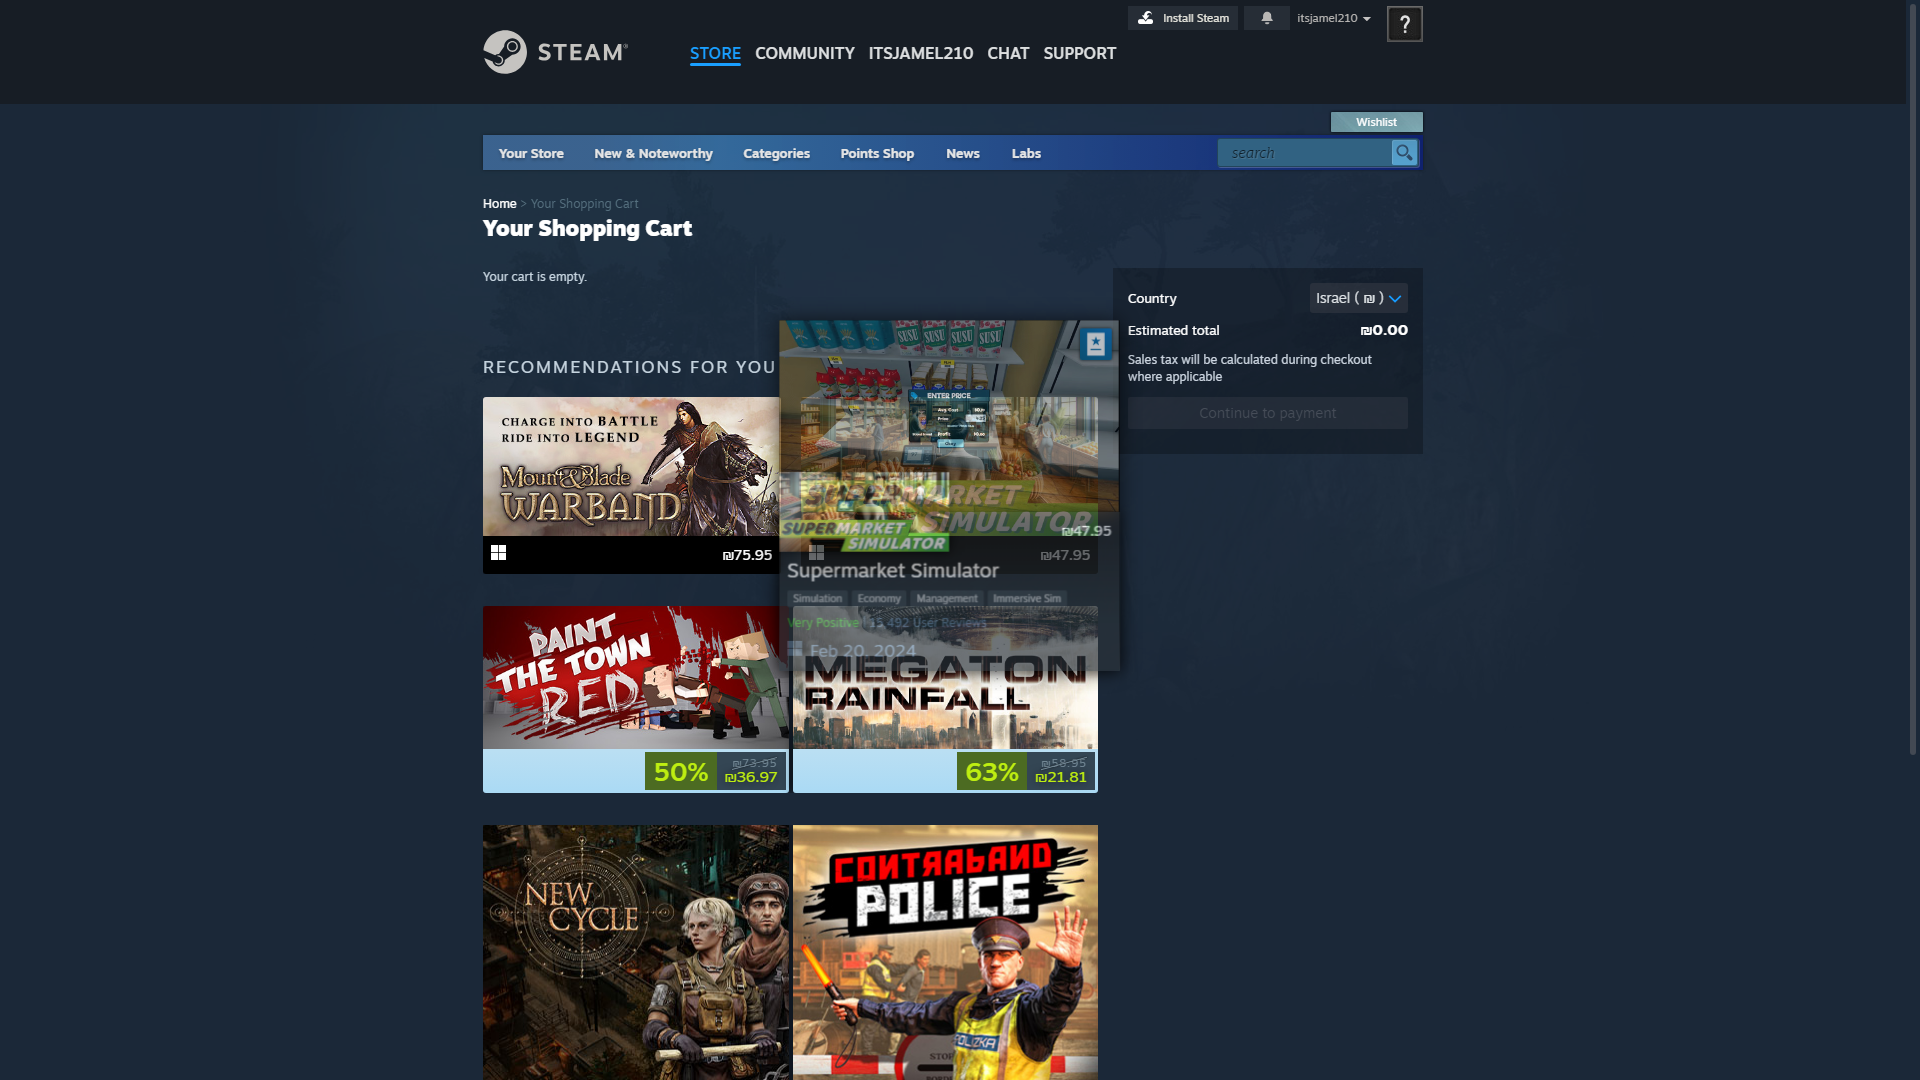 Install Steam
itsjamel210
?
STEAM®
STORE
COMMUNITY
ITSJAMEL210
CHAT
SUPPORT
Wishlist
Your Store
New & Noteworthy
Categories
Points Shop
News
Labs
search
Home > Your Shopping Cart
Your Shopping Cart
Your cart is empty.
Country
Israel ( ₪ )
Estimated total
₪0.00
Sales tax will be calculated during checkout
where applicable
Continue to payment
RECOMMENDATIONS FOR YOU
CHARGE INTO BATTLE
RIDE INTO LEGEND
Mount&Blade
WARBAND
₪75.95
SUSU
SUSU
SUSU
SUSU
ENTER PRICE
SUPERMARKET
SIMULATOR
SUPERMARKET
SIMULATOR
₪47.95
₪47.95
Supermarket Simulator
Simulation
Economy
Management
Immersive Sim
Very Positive
User Reviews
Feb 20, 2024
PAINT
THE TOWN
RED
50%
₪73.95
₪36.97
MEGATON
RAINFALL
63%
₪58.95
₪21.81
NEW
CYCLE
CONTRABAND
POLICE
POLIZKA
STOP